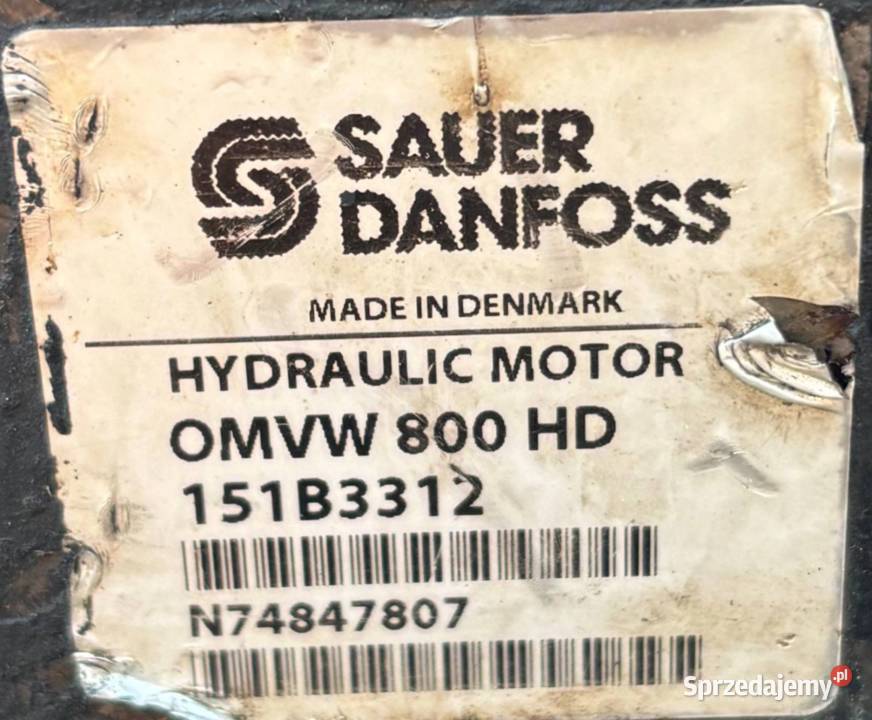 SAUER
DANFOSS
MADE IN DENMARK
HYDRAULIC MOTOR
OMVW 800 HD
151B3312
N74847807
Sprzedajemy.pl